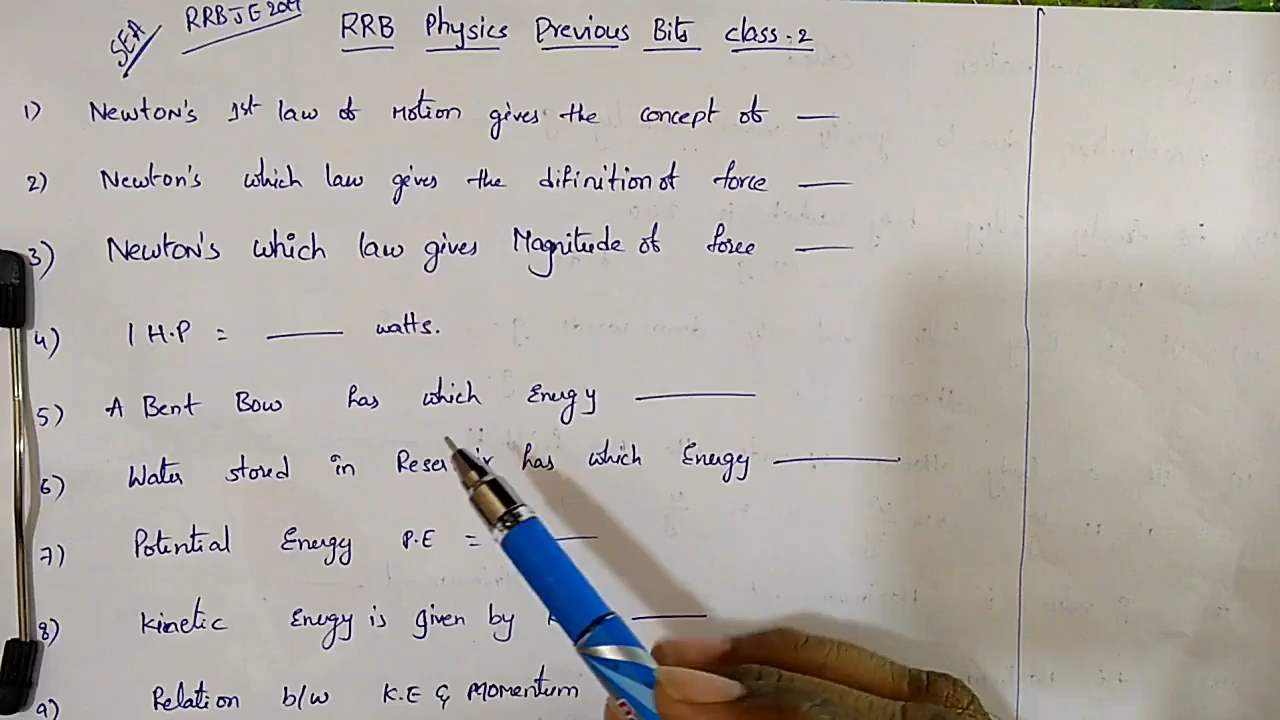 SEA RRB JE 2019 RRB Physics Previous Bits class.2
1) Newton's 1st law of Motion gives the concept of —
2) Newton's which law gives the difinition of force —
3) Newton's which law gives Magnitude of force —
4) 1 H.P = — watts.
5) A Bent Bow has which Energy —
6) Water stored in has which Energy —
7) Potential Energy P.E = —
8) Kinetic Energy is given by —
9) Relation b/w K.E & Momentum